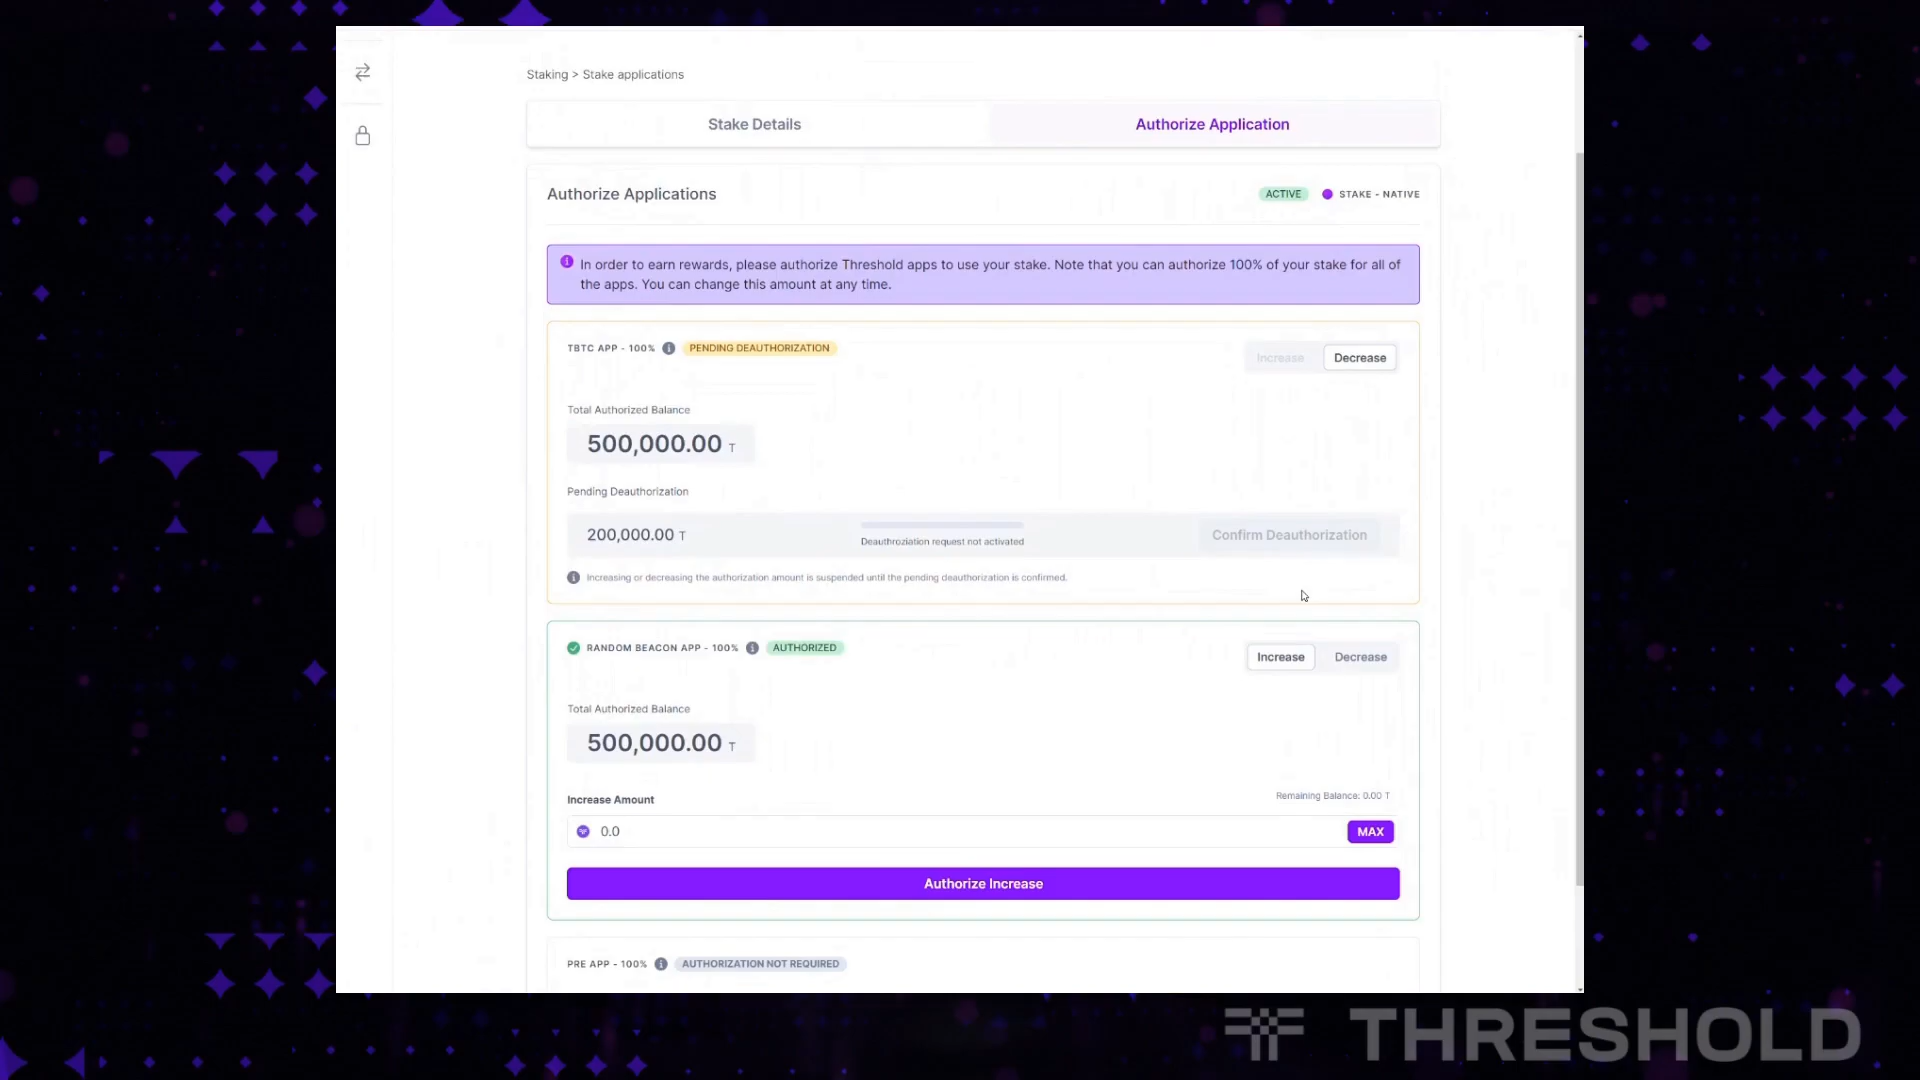 Staking > Stake applications
Stake Details
Authorize Application
Authorize Applications
ACTIVE
STAKE - NATIVE
In order to earn rewards, please authorize Threshold apps to use your stake. Note that you can authorize 100% of your stake for all of
the apps. You can change this amount at any time.
TBTC APP - 100%
PENDING DEAUTHORIZATION
Increase
Decrease
Total Authorized Balance
500,000.00 T
Pending Deauthorization
200,000.00 T
Deauthroziation request not activated
Confirm Deauthorization
Increasing or decreasing the authorization amount is suspended until the pending deauthorization is confirmed.
RANDOM BEACON APP - 100%
AUTHORIZED
Increase
Decrease
Total Authorized Balance
500,000.00 T
Increase Amount
Remaining Balance: 0.00 T
0.0
MAX
Authorize Increase
PRE APP - 100%
AUTHORIZATION NOT REQUIRED
THRESHOLD